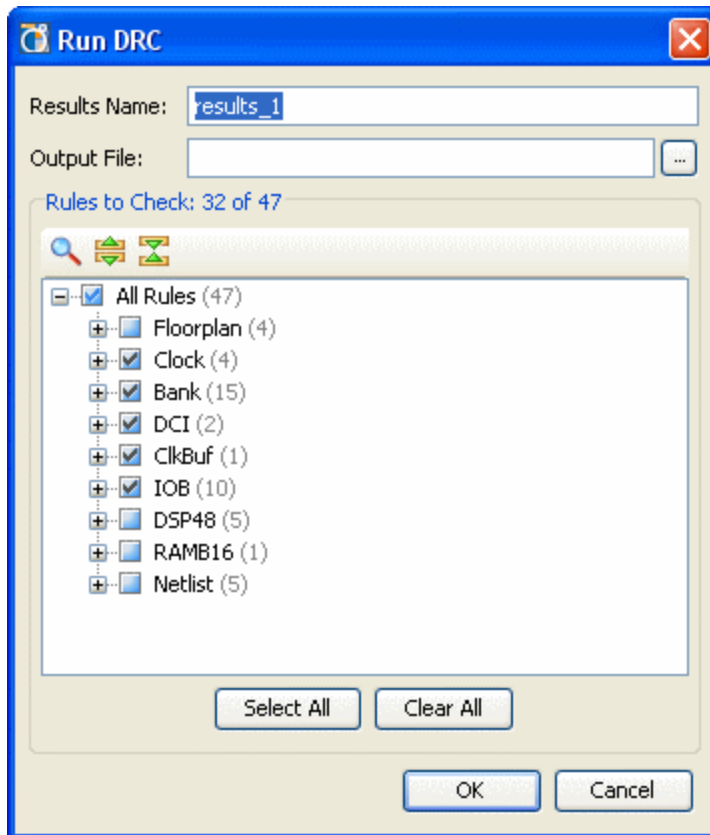 Run DRC
Results Name: results_1
Output File: ...
Rules to Check: 32 of 47
All Rules (47)
Floorplan (4)
Clock (4)
Bank (15)
DCI (2)
ClkBuf (1)
IOB (10)
DSP48 (5)
RAMB16 (1)
Netlist (5)
Select All Clear All
OK Cancel